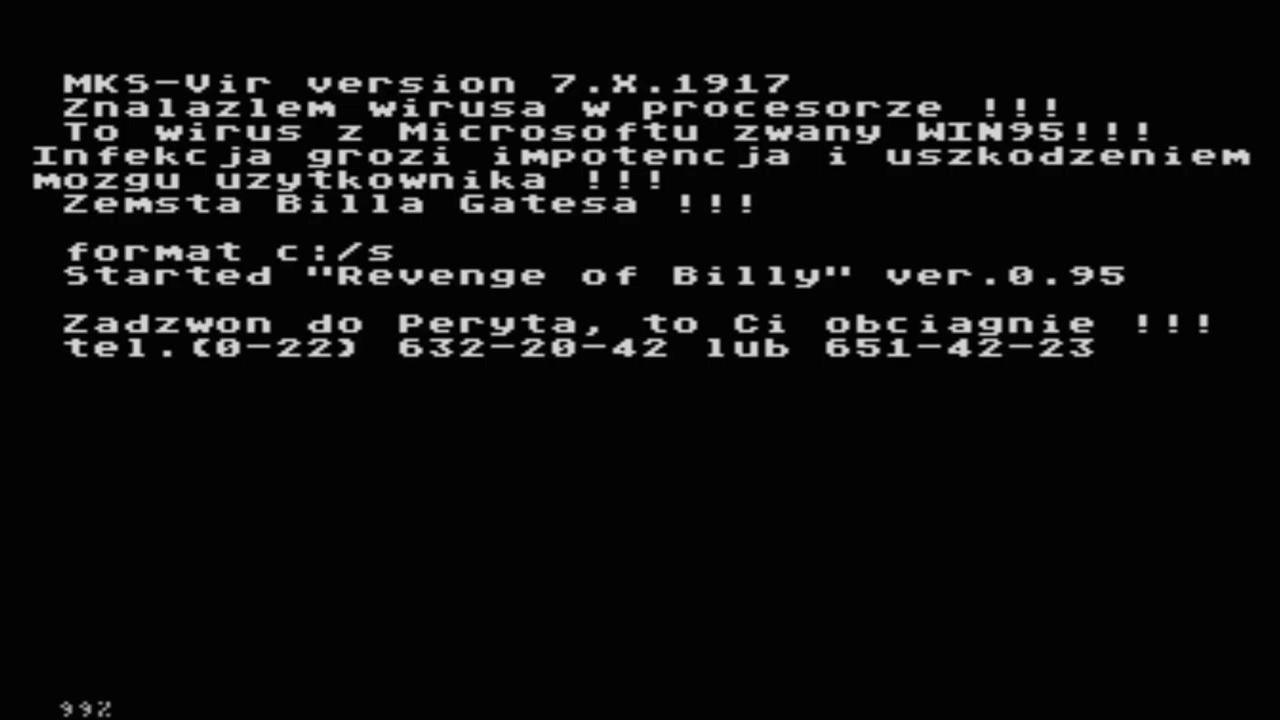 MKS-Vir version 7.X.1917
Znalazlem wirusa w procesorze !!!
To wirus z Microsoftu zwany WIN95!!!
Infekcja grozi impotencja i uszkodzeniem
mozgu uzytkownika !!!
Zemsta Billa Gatesa !!!
format c:/s
Started "Revenge of Billy" ver.0.95
Zadzwon do Peryta, to Ci obciagnie !!!
tel.(0-22) 632-20-42 lub 651-42-23
99%